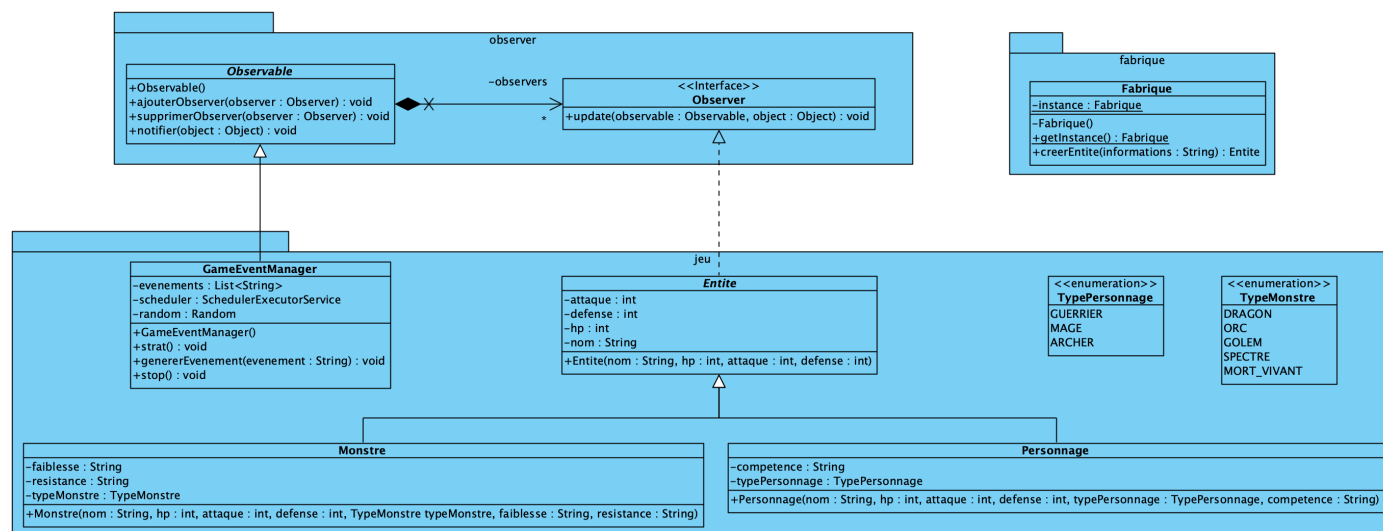 observer
Observable
+Observable()
+ajouterObserver(observer : Observer) : void
+supprimerObserver(observer : Observer) : void
+notifier(object : Object) : void
-observers
*
<<Interface>>
Observer
+update(observable : Observable, object : Object) : void
fabrique
Fabrique
-instance : Fabrique
-Fabrique()
+getInstance() : Fabrique
+creerEntite(informations : String) : Entite
jeu
GameEventManager
-evenements : List<String>
-scheduler : SchedulerExecutorService
-random : Random
+GameEventManager()
+strat() : void
+genererEvenement(evenement : String) : void
+stop() : void
Entite
-attaque : int
-defense : int
-hp : int
-nom : String
+Entite(nom : String, hp : int, attaque : int, defense : int)
<<enumeration>>
TypePersonnage
GUERRIER
MAGE
ARCHER
<<enumeration>>
TypeMonstre
DRAGON
ORC
GOLEM
SPECTRE
MORT_VIVANT
Monstre
-faiblesse : String
-resistance : String
-typeMonstre : TypeMonstre
+Monstre(nom : String, hp : int, attaque : int, defense : int, TypeMonstre typeMonstre, faiblesse : String, resistance : String)
Personnage
-competence : String
-typePersonnage : TypePersonnage
+Personnage(nom : String, hp : int, attaque : int, defense : int, typePersonnage : TypePersonnage, competence : String)